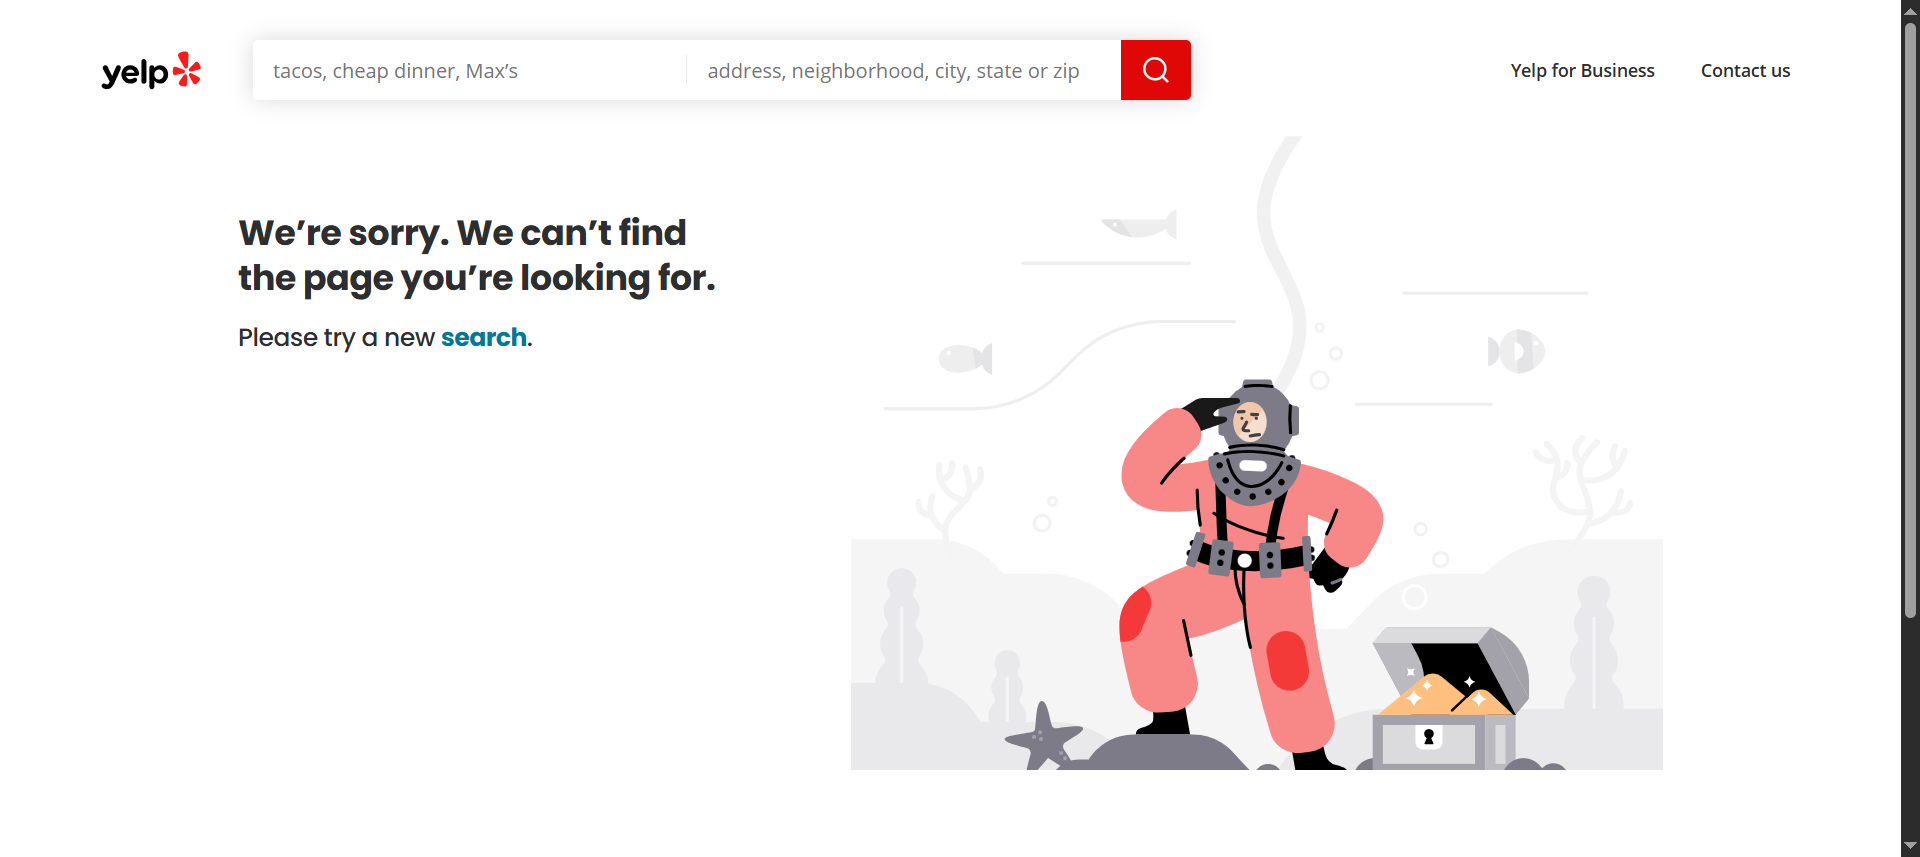 yelp
tacos, cheap dinner, Max’s
address, neighborhood, city, state or zip
Yelp for Business
Contact us
We’re sorry. We can’t find
the page you’re looking for.
Please try a new search.